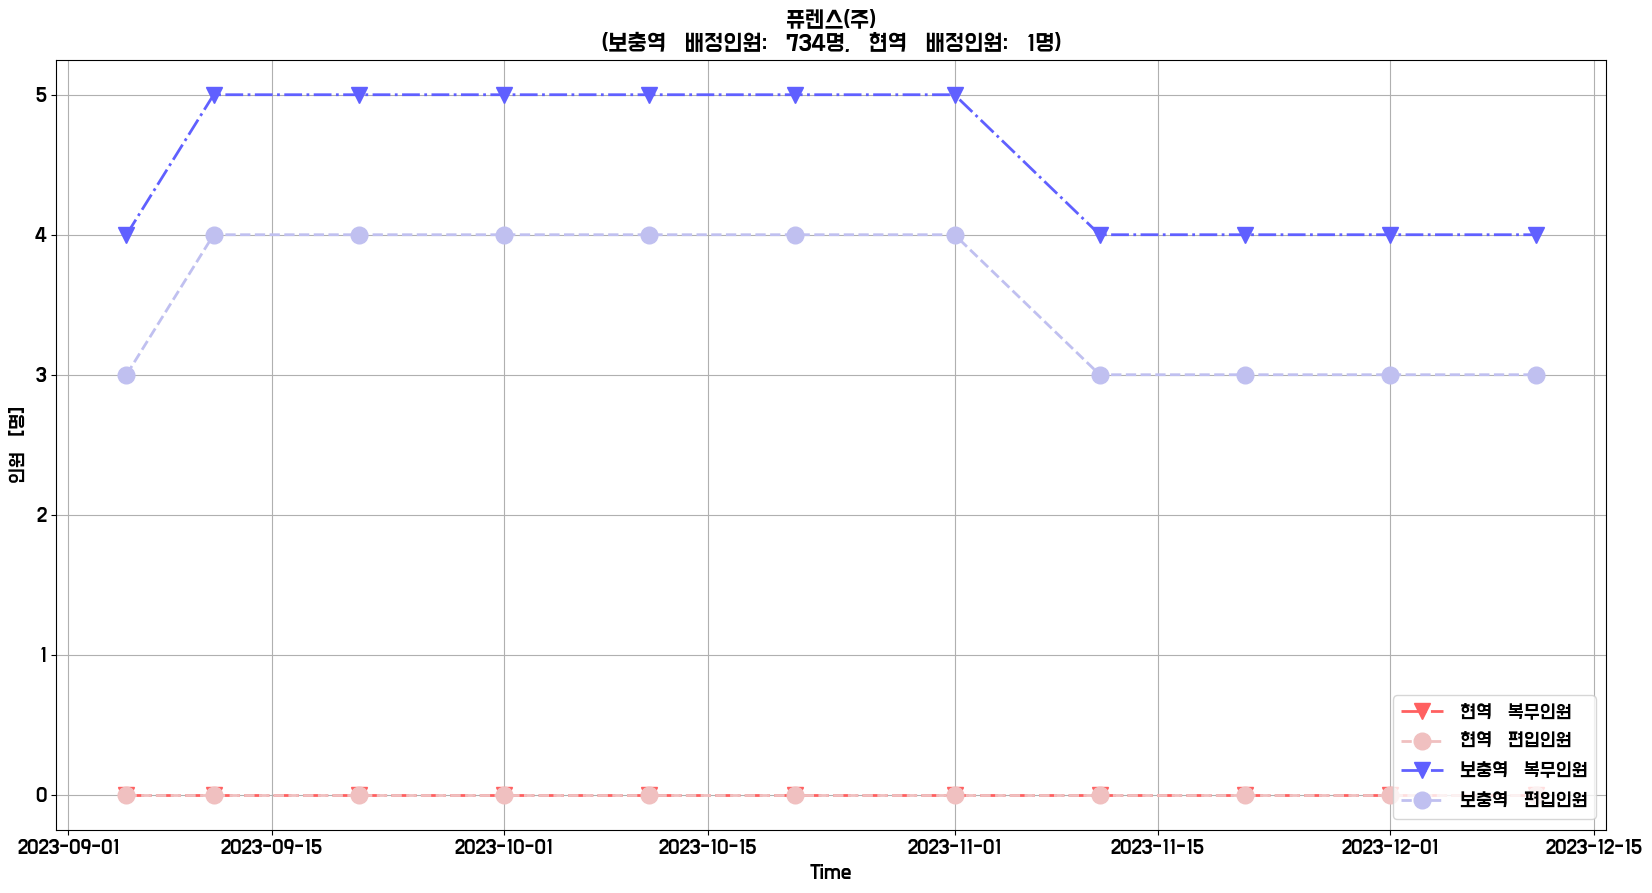 퓨렌스(주)
(보충역 배정인원: 734명, 현역 배정인원: 1명)
5
4
3
2
1
0
인원 [명]
2023-09-01 2023-09-15 2023-10-01 2023-10-15 2023-11-01 2023-11-15 2023-12-01 2023-12-15
Time
현역 복무인원
현역 편입인원
보충역 복무인원
보충역 편입인원